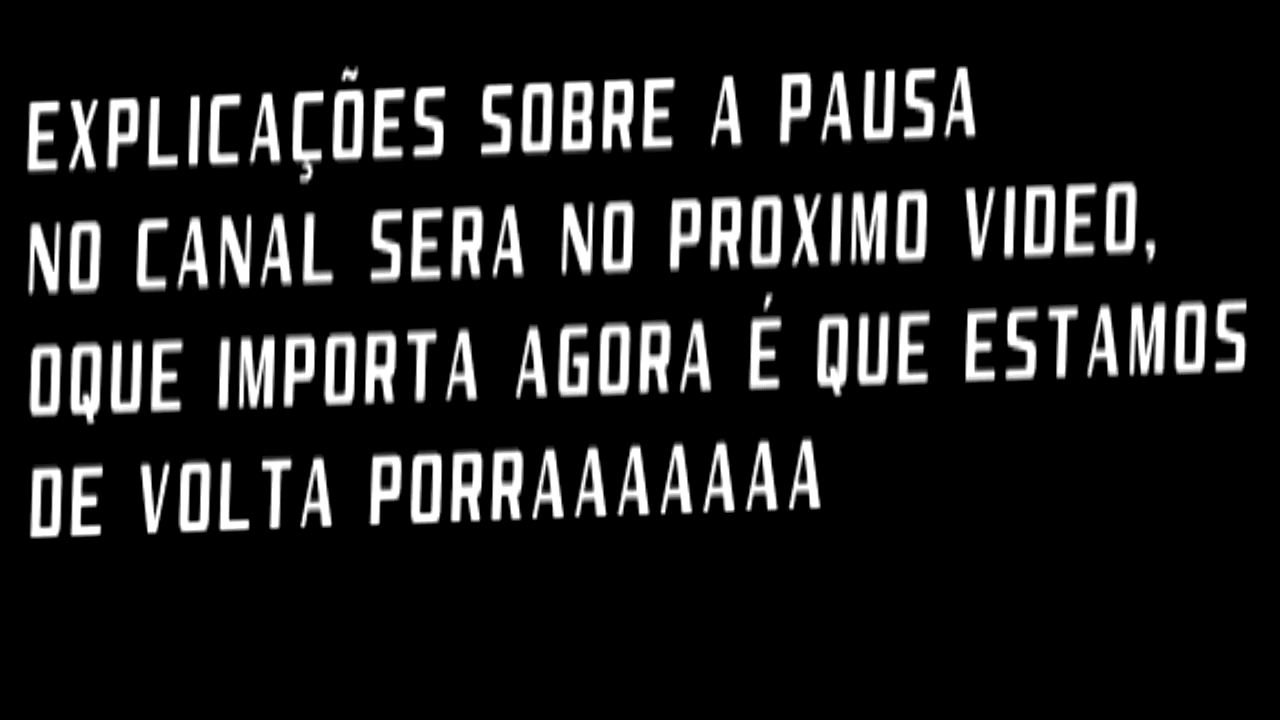 EXPLICAÇÕES SOBRE A PAUSA
NO CANAL SERA NO PROXIMO VIDEO,
OQUE IMPORTA AGORA É QUE ESTAMOS
DE VOLTA PORRAAAAAAA